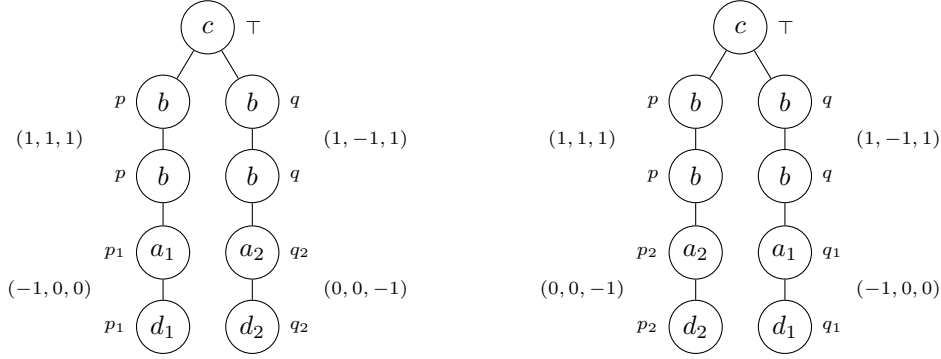 c ⊤ c ⊤
p b b q p b b q
(1, 1, 1) (1, −1, 1) (1, 1, 1) (1, −1, 1)
p b b q p b b q
p₁ a₁ a₂ q₂ p₂ a₂ a₁ q₁
(−1, 0, 0) (0, 0, −1) (0, 0, −1) (−1, 0, 0)
p₁ d₁ d₂ q₂ p₂ d₂ d₁ q₁